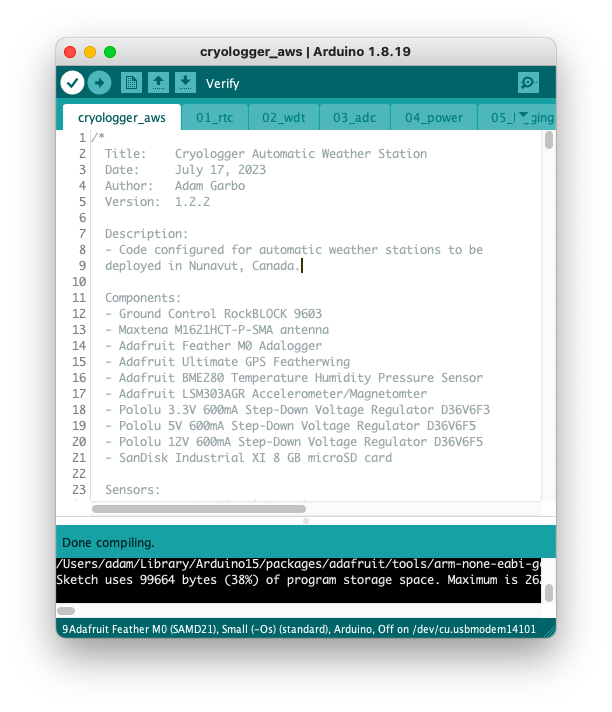 cryologger_aws | Arduino 1.8.19
Verify
cryologger_aws 01_rtc 02_wdt 03_adc 04_power
1 /*
2 Title: Cryologger Automatic Weather Station
3 Date: July 17, 2023
4 Author: Adam Garbo
5 Version: 1.2.2
6
7 Description:
8 - Code configured for automatic weather stations to be
9 deployed in Nunavut, Canada.
10
11 Components:
12 - Ground Control RockBLOCK 9603
13 - Maxtena M1621HCT-P-SMA antenna
14 - Adafruit Feather M0 Adalogger
15 - Adafruit Ultimate GPS Featherwing
16 - Adafruit BME280 Temperature Humidity Pressure Sensor
17 - Adafruit LSM303AGR Accelerometer/Magnetomter
18 - Pololu 3.3V 600mA Step-Down Voltage Regulator D36V6F3
19 - Pololu 5V 600mA Step-Down Voltage Regulator D36V6F5
20 - Pololu 12V 600mA Step-Down Voltage Regulator D36V6F5
21 - SanDisk Industrial XI 8 GB microSD card
22
23 Sensors:
Done compiling.
/Users/adam/Library/Arduino15/packages/adafruit/tools/arm-none-eabi-g
Sketch uses 99664 bytes (38%) of program storage space. Maximum is 26
9 Adafruit Feather M0 (SAMD21), Small (-Os) (standard), Arduino, Off on /dev/cu.usbmodem14101